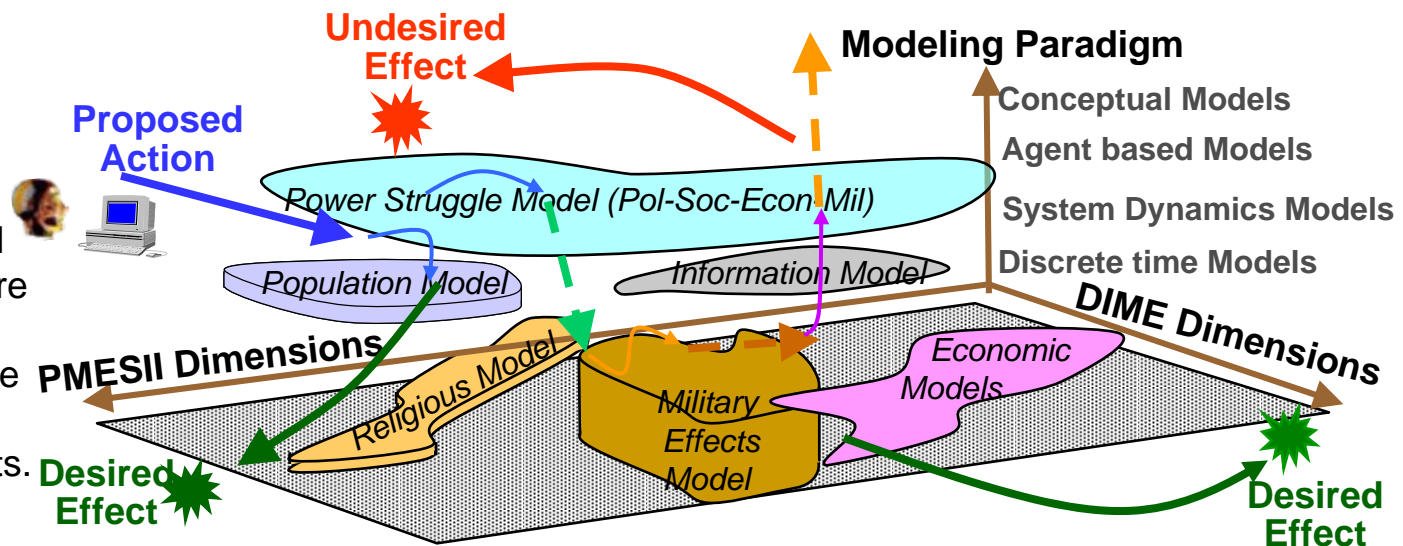 Undesired
Effect
Modeling Paradigm
Conceptual Models
Agent based Models
System Dynamics Models
Discrete time Models
Proposed
Action
Power Struggle Model (Pol-Soc-Econ-Mil)
Population Model
Information Model
re
PMESII Dimensions
DIME Dimensions
e
Religious Model
Military
Effects
Model
Economic
Models
ts.
Desired
Effect
Desired
Effect